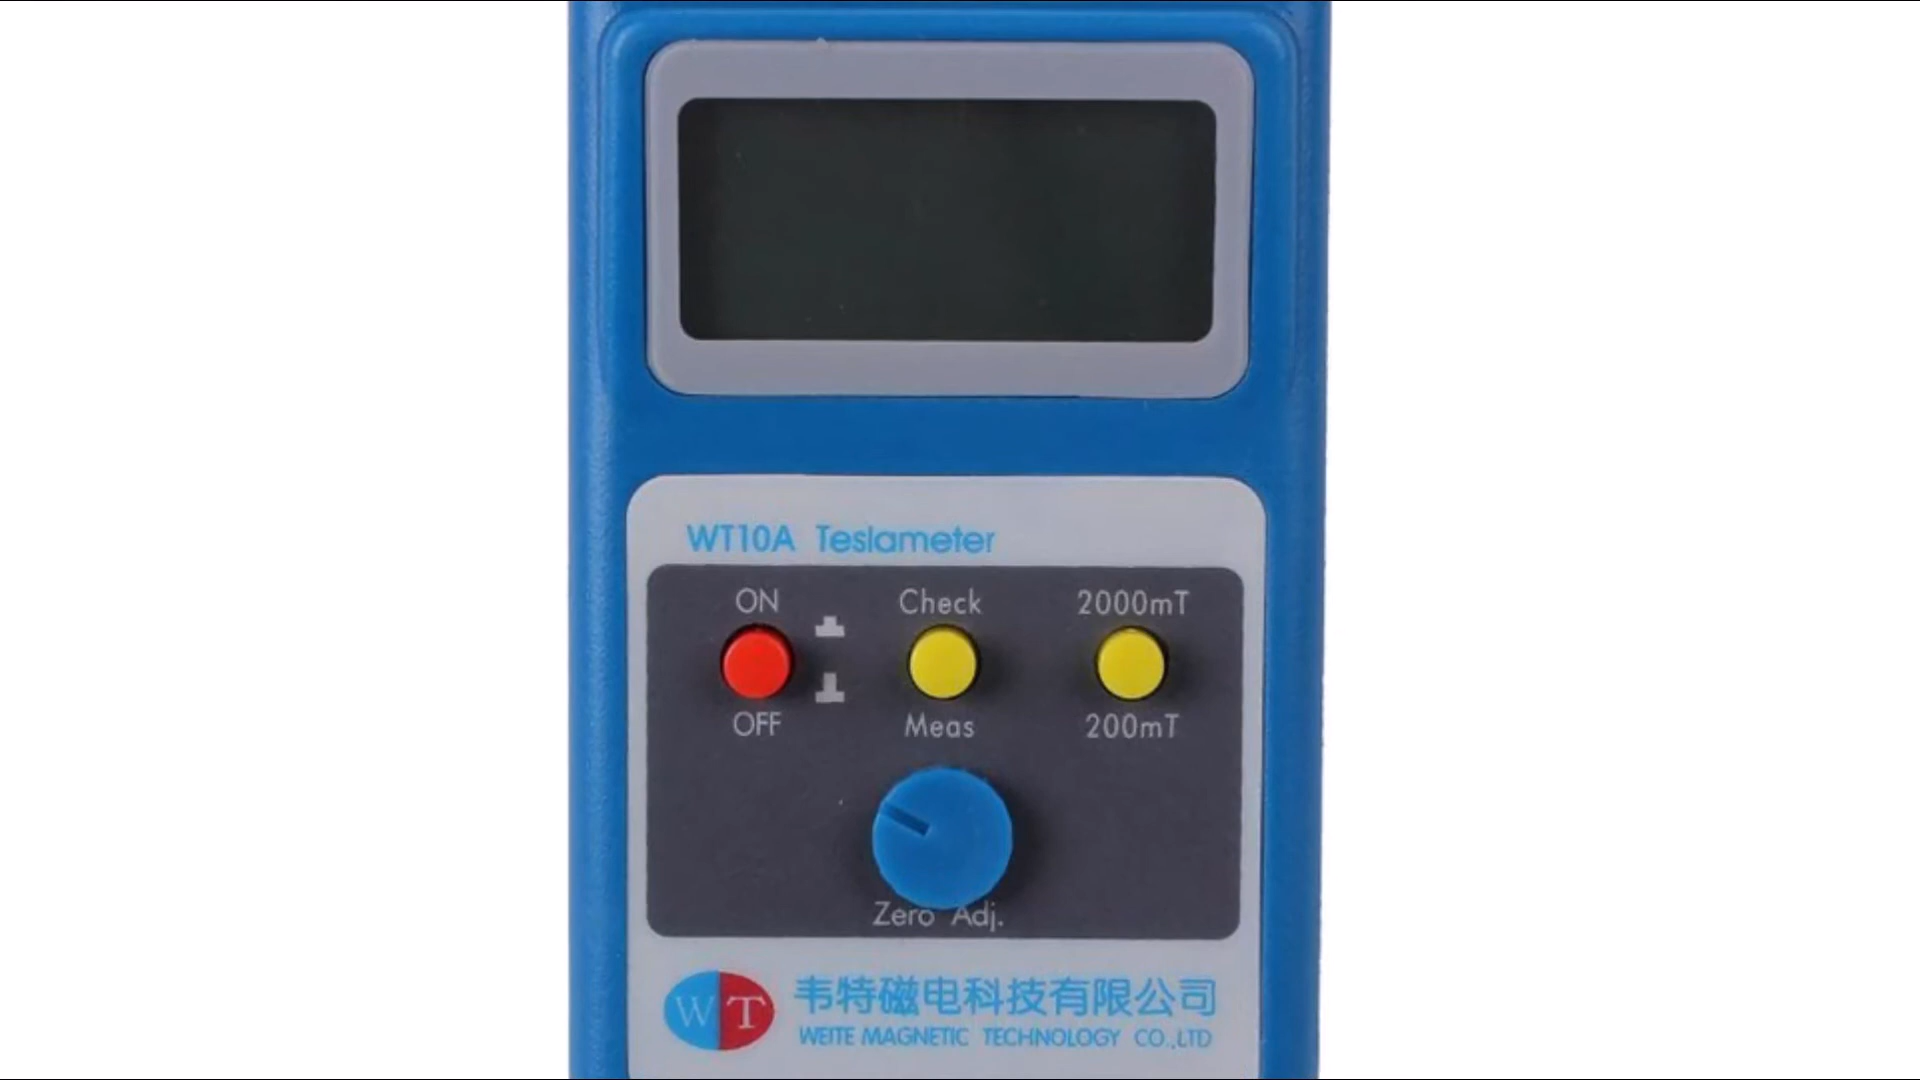 WT10A Teslameter
ON Check 2000mT
OFF Meas 200mT
Zero Adj.
WT 韦特磁电科技有限公司
WEITE MAGNETIC TECHNOLOGY CO.,LTD